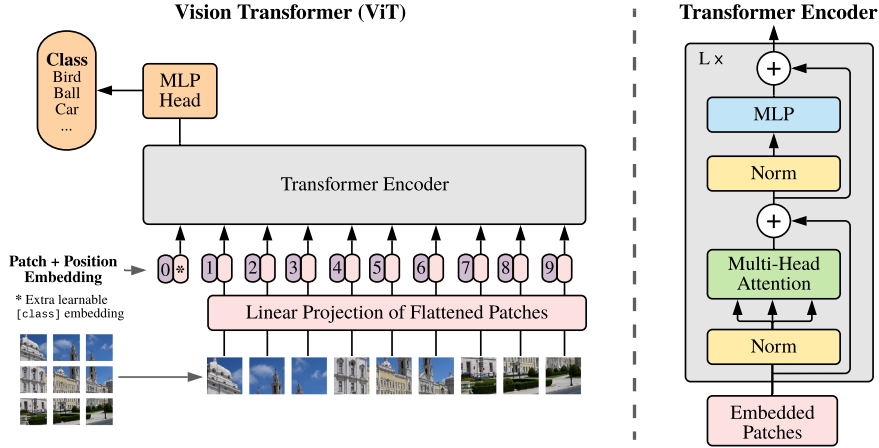 Vision Transformer (ViT)
Class
Bird
Ball
Car
...
MLP
Head
Transformer Encoder
Patch + Position
Embedding
0 * 1 2 3 4 5 6 7 8 9
* Extra learnable
[class] embedding
Linear Projection of Flattened Patches
Transformer Encoder
L ×
+
MLP
Norm
+
Multi-Head
Attention
Norm
Embedded
Patches